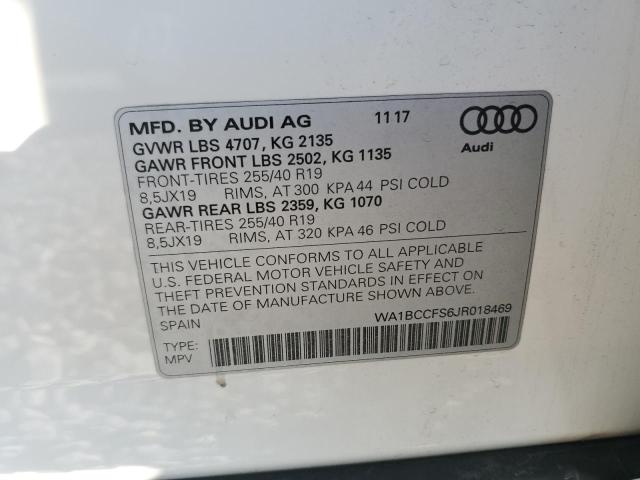 MFD. BY AUDI AG 11 17
GVWR LBS 4707, KG 2135
GAWR FRONT LBS 2502, KG 1135
FRONT-TIRES 255/40 R19
8,5JX19 RIMS, AT 300 KPA 44 PSI COLD
GAWR REAR LBS 2359, KG 1070
REAR-TIRES 255/40 R19
8,5JX19 RIMS, AT 320 KPA 46 PSI COLD
Audi
THIS VEHICLE CONFORMS TO ALL APPLICABLE
U.S. FEDERAL MOTOR VEHICLE SAFETY AND
THEFT PREVENTION STANDARDS IN EFFECT ON
THE DATE OF MANUFACTURE SHOWN ABOVE.
SPAIN WA1BCCFS6JR018469
TYPE:
MPV